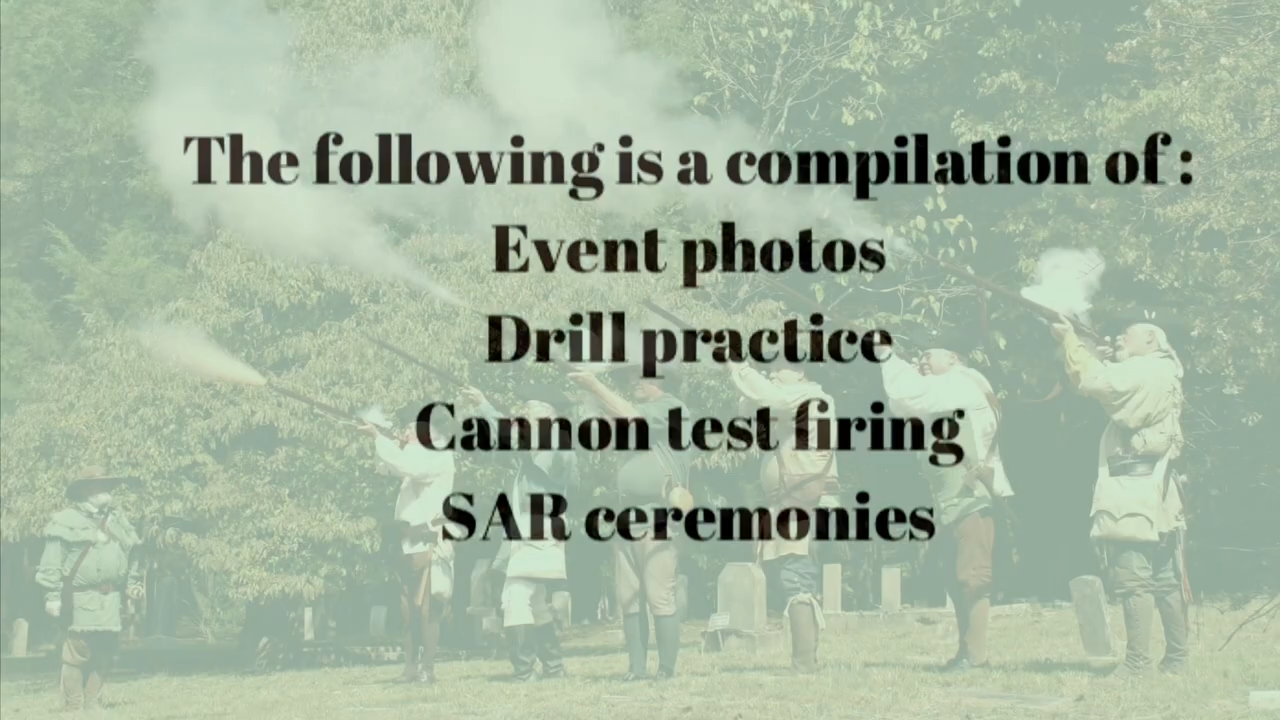 The following is a compilation of :
Event photos
Drill practice
Cannon test firing
SAR ceremonies